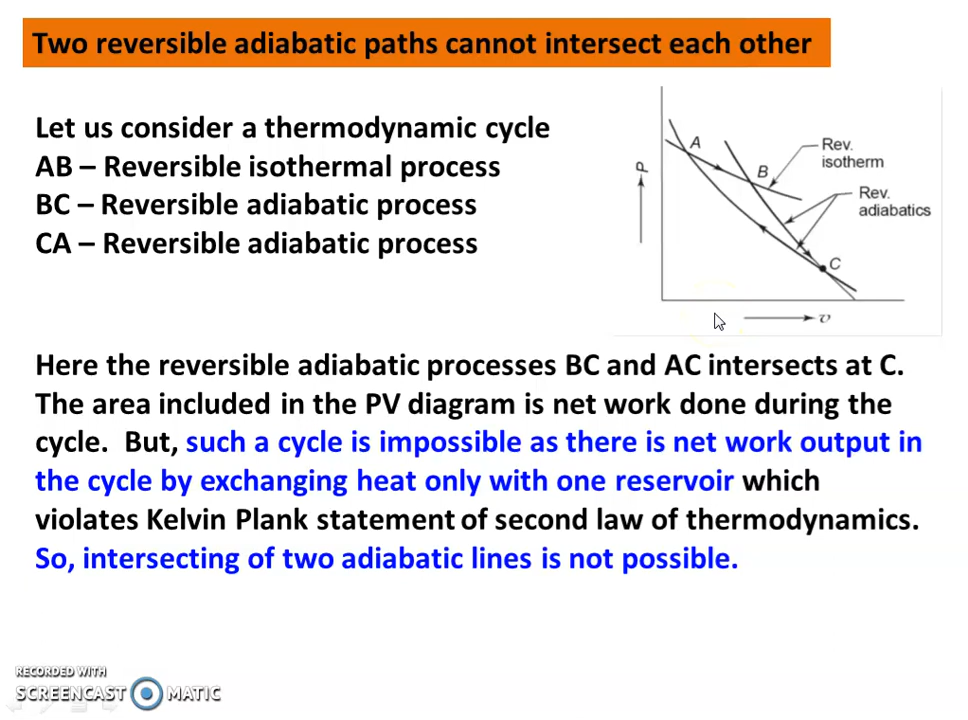 Two reversible adiabatic paths cannot intersect each other
Let us consider a thermodynamic cycle
AB – Reversible isothermal process
BC – Reversible adiabatic process
CA – Reversible adiabatic process
P
A
B
C
Rev.
isotherm
Rev.
adiabatics
v
Here the reversible adiabatic processes BC and AC intersects at C.
The area included in the PV diagram is net work done during the
cycle. But, such a cycle is impossible as there is net work output in
the cycle by exchanging heat only with one reservoir which
violates Kelvin Plank statement of second law of thermodynamics.
So, intersecting of two adiabatic lines is not possible.
RECORDED WITH
SCREENCAST MATIC